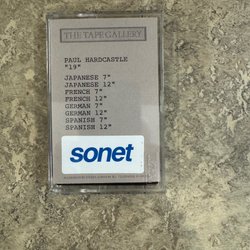 THE TAPE GALLERY
PAUL HARDCASTLE
"19"
JAPANESE 7"
JAPANESE 12"
FRENCH 7"
FRENCH 12"
GERMAN 7"
GERMAN 12"
SPANISH 7"
SPANISH 12"
sonet